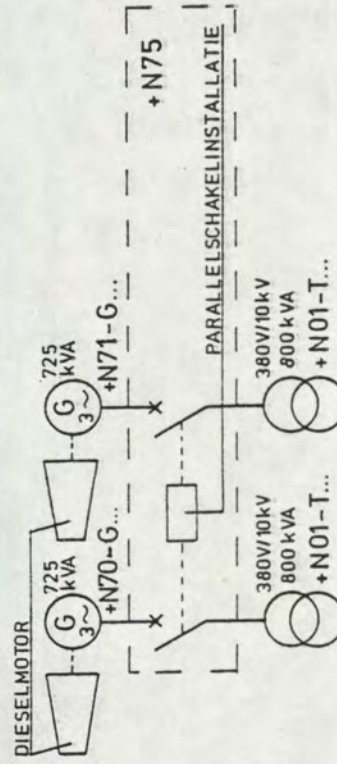 DIESELMOTOR
725
kVA
G
3~
+N70-G...
725
kVA
G
3~
+N71-G...
+N75
PARALLELSCHAKELINSTALLATIE
380V/10kV
800 kVA
+N01-T...
380V/10kV
800 kVA
+N01-T...